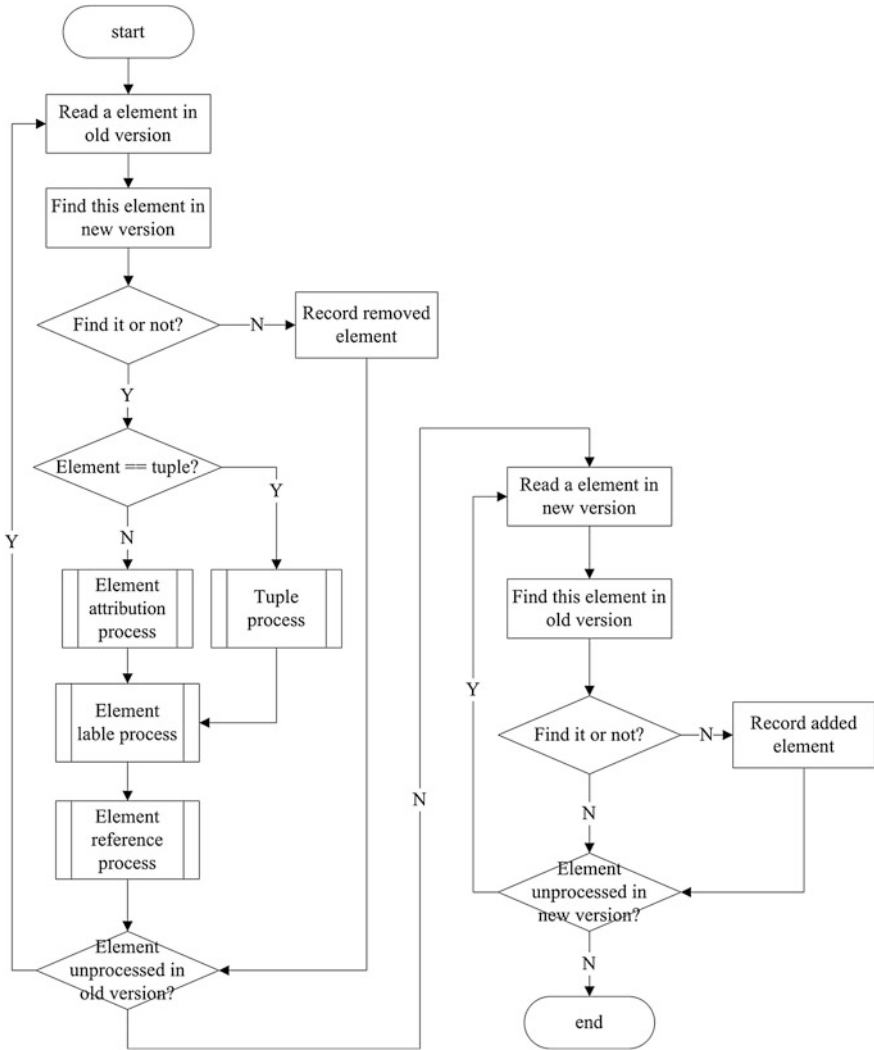 start
Read a element in
old version
Find this element in
new version
Find it or not?
N
Record removed
element
Y
Element == tuple?
Y
N
Element
attribution
process
Tuple
process
Element
lable process
Element
reference
process
Element
unprocessed in
old version?
Y
N
Read a element in
new version
Find this element in
old version
Find it or not?
N
Record added
element
N
Element
unprocessed in
new version?
Y
N
end